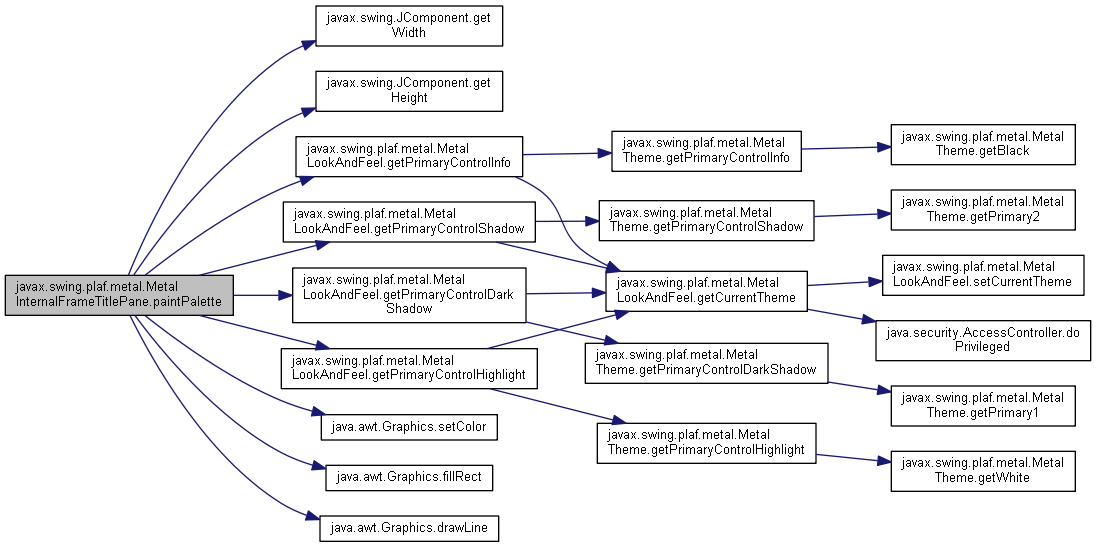 javax.swing.plaf.metal.Metal
InternalFrameTitlePane.paintPalette
javax.swing.JComponent.get
Width
javax.swing.JComponent.get
Height
javax.swing.plaf.metal.Metal
LookAndFeel.getPrimaryControlInfo
javax.swing.plaf.metal.Metal
LookAndFeel.getPrimaryControlShadow
javax.swing.plaf.metal.Metal
LookAndFeel.getPrimaryControlDark
Shadow
javax.swing.plaf.metal.Metal
LookAndFeel.getPrimaryControlHighlight
java.awt.Graphics.setColor
java.awt.Graphics.fillRect
java.awt.Graphics.drawLine
javax.swing.plaf.metal.Metal
Theme.getPrimaryControlInfo
javax.swing.plaf.metal.Metal
Theme.getPrimaryControlShadow
javax.swing.plaf.metal.Metal
LookAndFeel.getCurrentTheme
javax.swing.plaf.metal.Metal
Theme.getPrimaryControlDarkShadow
javax.swing.plaf.metal.Metal
Theme.getPrimaryControlHighlight
javax.swing.plaf.metal.Metal
Theme.getBlack
javax.swing.plaf.metal.Metal
Theme.getPrimary2
javax.swing.plaf.metal.Metal
LookAndFeel.setCurrentTheme
java.security.AccessController.do
Privileged
javax.swing.plaf.metal.Metal
Theme.getPrimary1
javax.swing.plaf.metal.Metal
Theme.getWhite